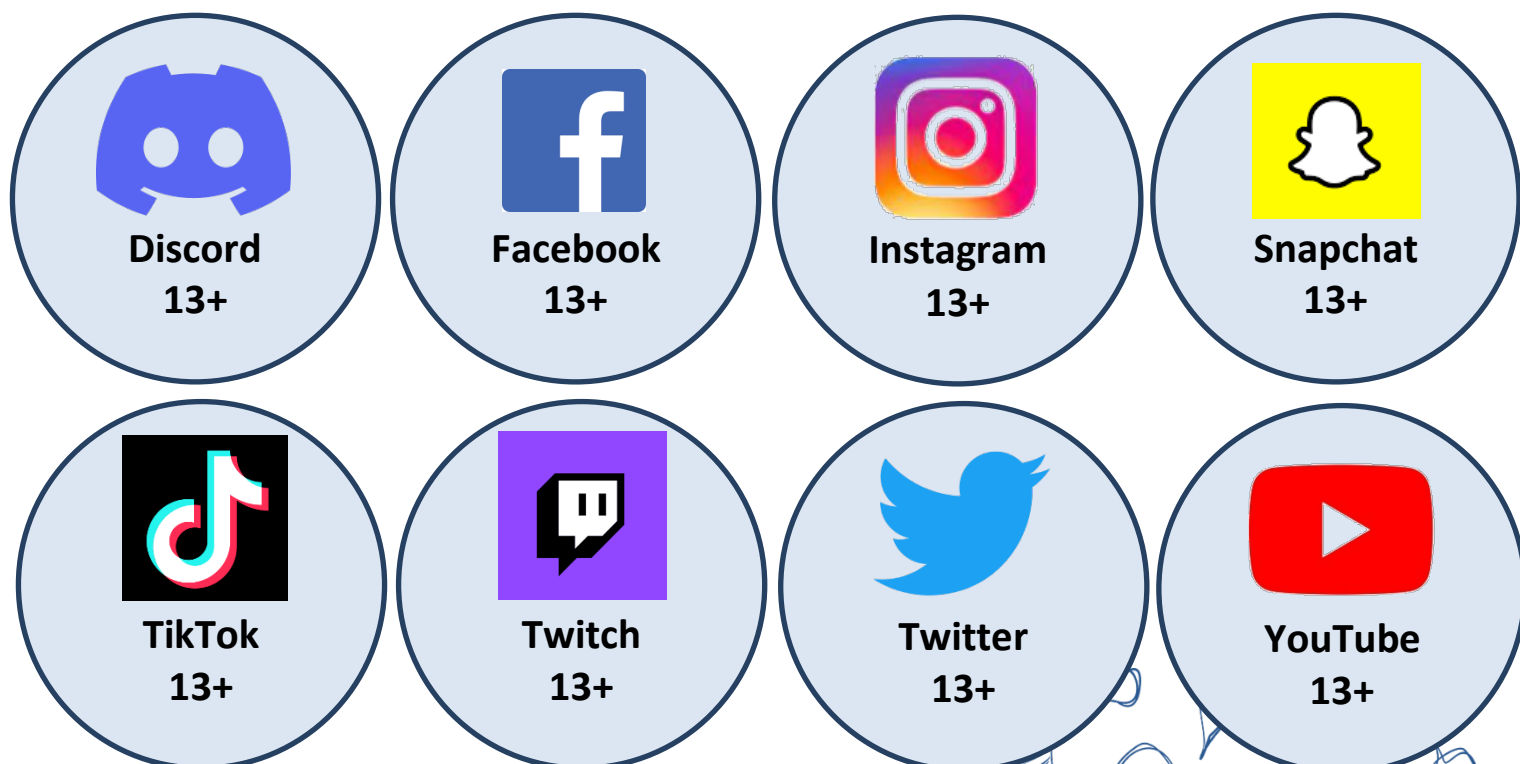 Discord
13+
Facebook
13+
Instagram
13+
Snapchat
13+
TikTok
13+
Twitch
13+
Twitter
13+
YouTube
13+